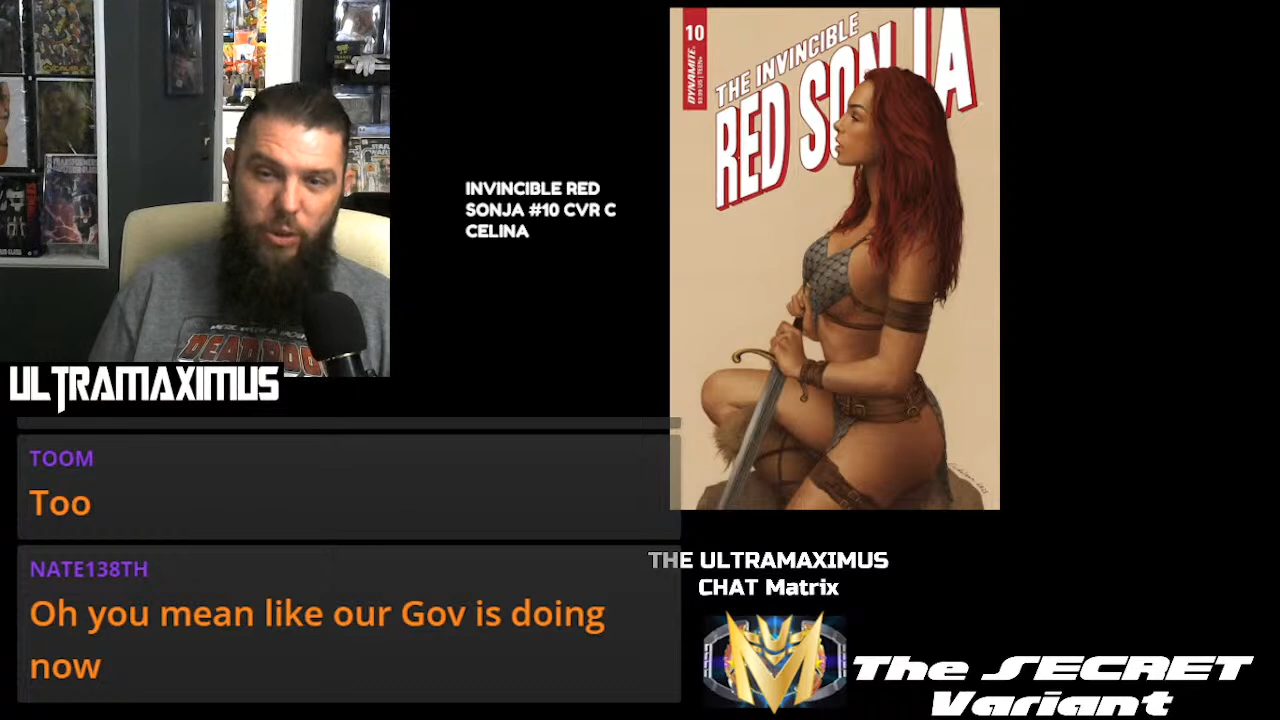 10
DYNAMITE
THE INVINCIBLE
RED SONJA
INVINCIBLE RED
SONJA #10 CVR C
CELINA
DEADPOO
ULTRAMAXIMUS
TOOM
Too
NATE138TH
Oh you mean like our Gov is doing
now
THE ULTRAMAXIMUS
CHAT Matrix
The SECRET
Variant